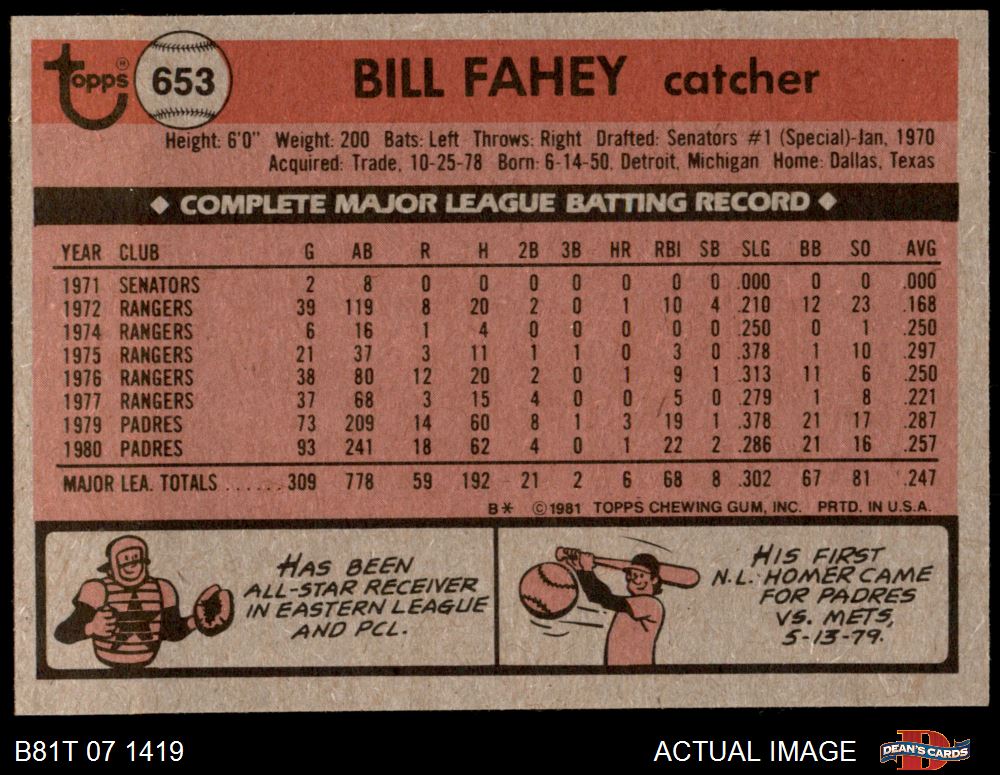 topps® 653 BILL FAHEY catcher
Height: 6'0" Weight: 200 Bats: Left Throws: Right Drafted: Senators #1 (Special)-Jan, 1970
Acquired: Trade, 10-25-78 Born: 6-14-50, Detroit, Michigan Home: Dallas, Texas
◆ COMPLETE MAJOR LEAGUE BATTING RECORD ◆
YEAR CLUB G AB R H 2B 3B HR RBI SB SLG BB SO AVG
1971 SENATORS 2 8 0 0 0 0 0 0 0 .000 0 0 .000
1972 RANGERS 39 119 8 20 2 0 1 10 4 .210 12 23 .168
1974 RANGERS 6 16 1 4 0 0 0 0 0 .250 0 1 .250
1975 RANGERS 21 37 3 11 1 1 0 3 0 .378 1 10 .297
1976 RANGERS 38 80 12 20 2 0 1 9 1 .313 11 6 .250
1977 RANGERS 37 68 3 15 4 0 0 5 0 .279 1 8 .221
1979 PADRES 73 209 14 60 8 1 3 19 1 .378 21 17 .287
1980 PADRES 93 241 18 62 4 0 1 22 2 .286 21 16 .257
MAJOR LEA. TOTALS ...... 309 778 59 192 21 2 6 68 8 .302 67 81 .247
B* ©1981 TOPPS CHEWING GUM, INC. PRTD. IN U.S.A.
HAS BEEN
ALL-STAR RECEIVER
IN EASTERN LEAGUE
AND PCL.
HIS FIRST
N.L. HOMER CAME
FOR PADRES
VS. METS,
5-13-79.
B81T 07 1419 ACTUAL IMAGE D DEAN'S CARDS